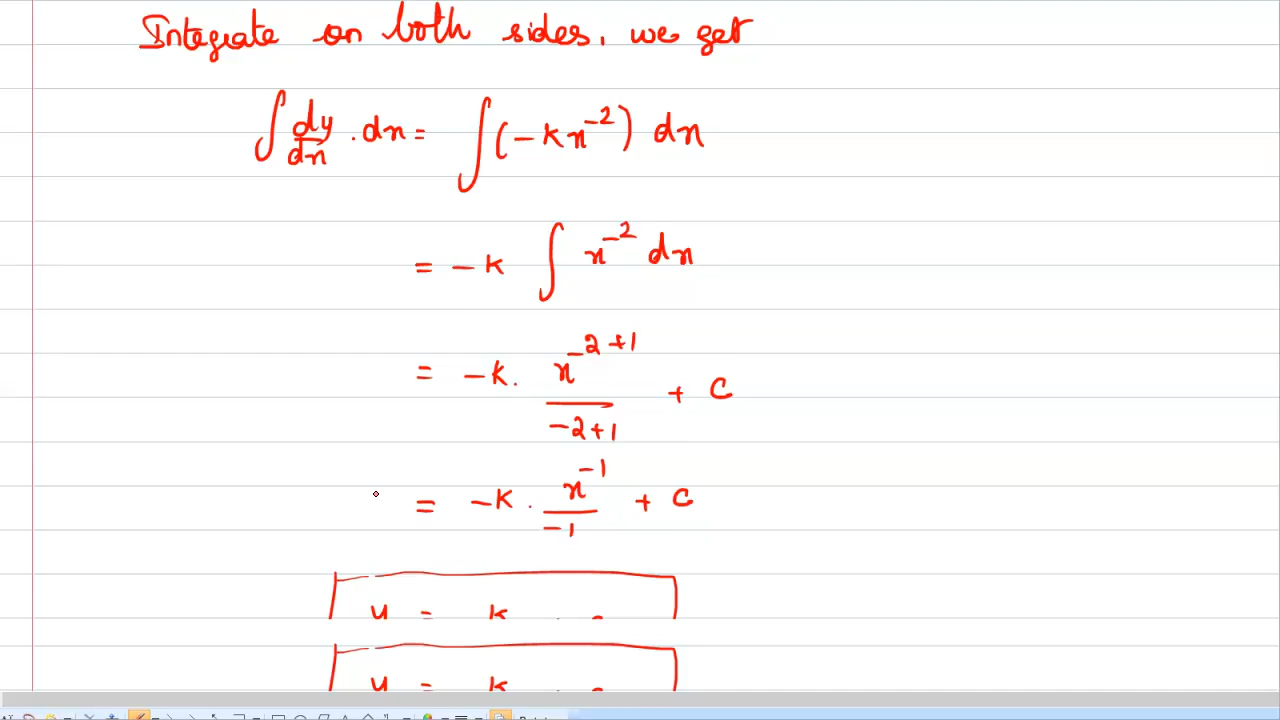 Integrate on both sides, we get
∫ dy/dx . dx = ∫ (-kx⁻²) dx
= -k ∫ x⁻² dx
= -k . x⁻²⁺¹/-2+1 + C
= -k . x⁻¹/-1 + C
y = k
y = k